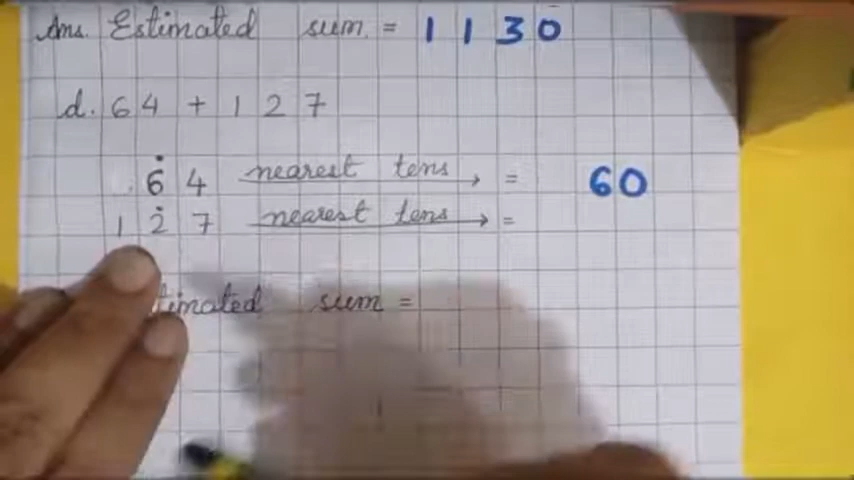 Ans. Estimated sum = 1130
d. 64 + 127
64 nearest tens → = 60
127 nearest tens → =
timated sum =